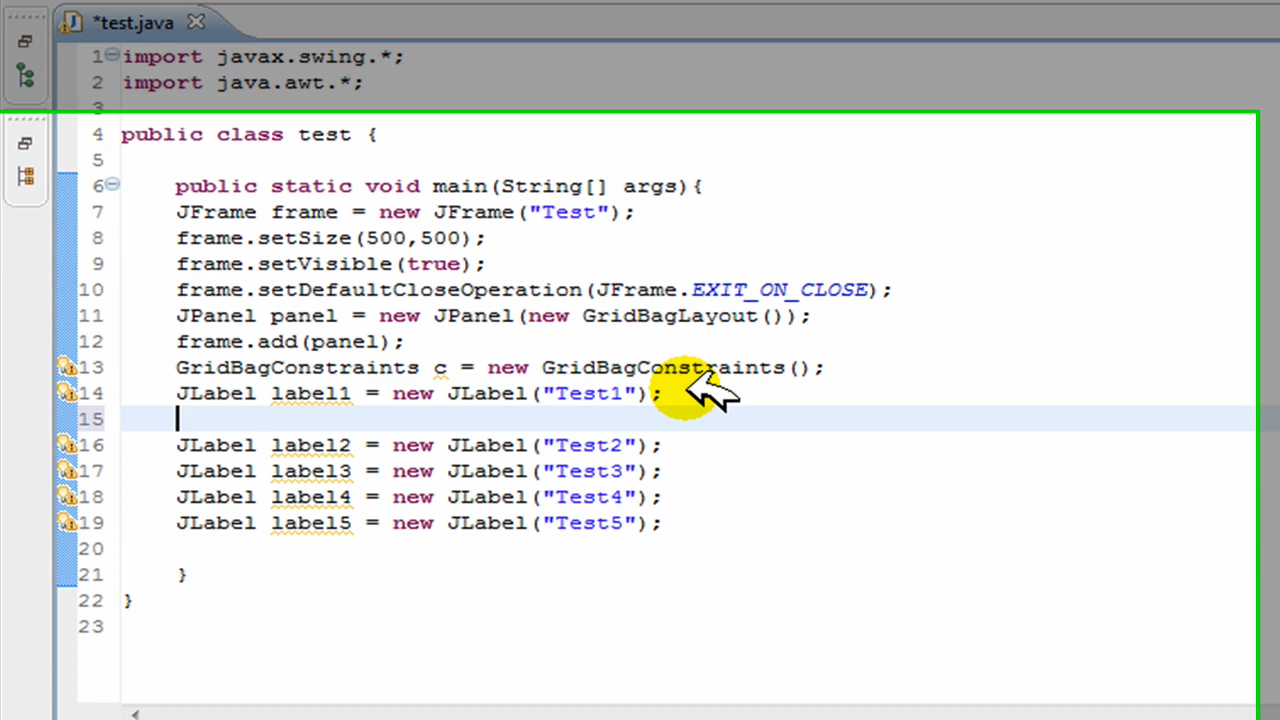 *test.java
1 import javax.swing.*;
2 import java.awt.*;
3
4 public class test {
5
6 public static void main(String[] args){
7 JFrame frame = new JFrame("Test");
8 frame.setSize(500,500);
9 frame.setVisible(true);
10 frame.setDefaultCloseOperation(JFrame.EXIT_ON_CLOSE);
11 JPanel panel = new JPanel(new GridBagLayout());
12 frame.add(panel);
13 GridBagConstraints c = new GridBagConstraints();
14 JLabel label1 = new JLabel("Test1");
15
16 JLabel label2 = new JLabel("Test2");
17 JLabel label3 = new JLabel("Test3");
18 JLabel label4 = new JLabel("Test4");
19 JLabel label5 = new JLabel("Test5");
20
21 }
22 }
23